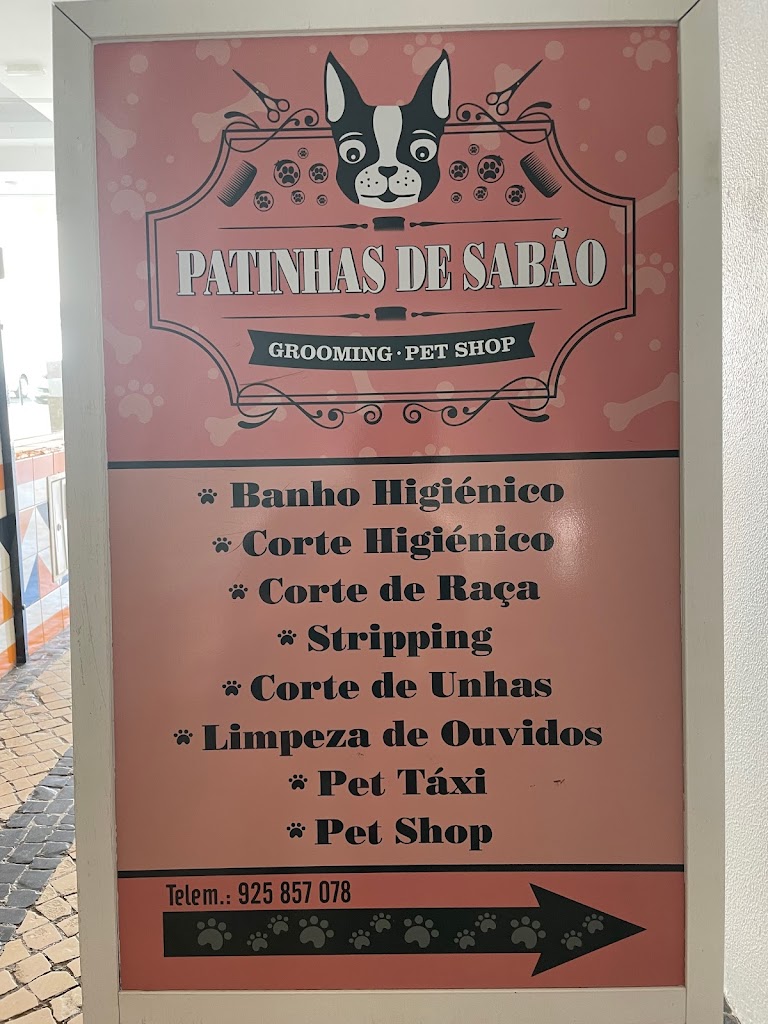 PATINHAS DE SABÃO
GROOMING · PET SHOP
Banho Higiénico
Corte Higiénico
Corte de Raça
Stripping
Corte de Unhas
Limpeza de Ouvidos
Pet Táxi
Pet Shop
Telem.: 925 857 078